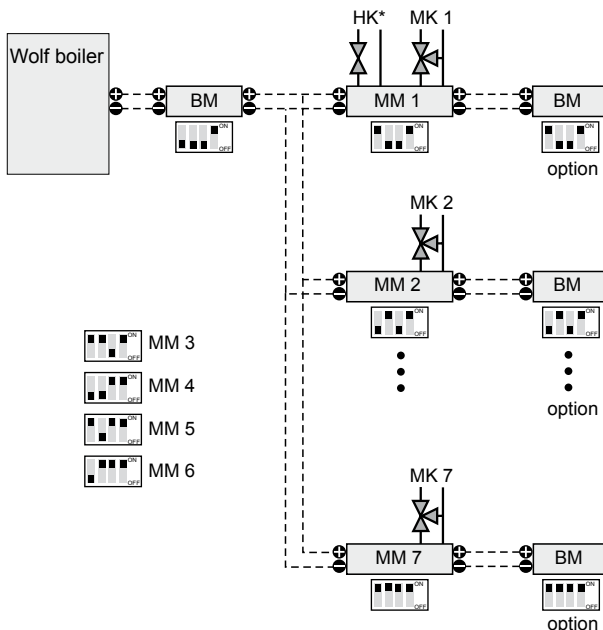 HK*
MK 1
Wolf boiler
BM
MM 1
BM
ON
OFF
ON
OFF
ON
OFF
option
MK 2
MM 2
BM
ON
OFF
ON
OFF
option
ON
OFF
MM 3
ON
OFF
MM 4
ON
OFF
MM 5
ON
OFF
MM 6
MK 7
MM 7
BM
ON
OFF
ON
OFF
option